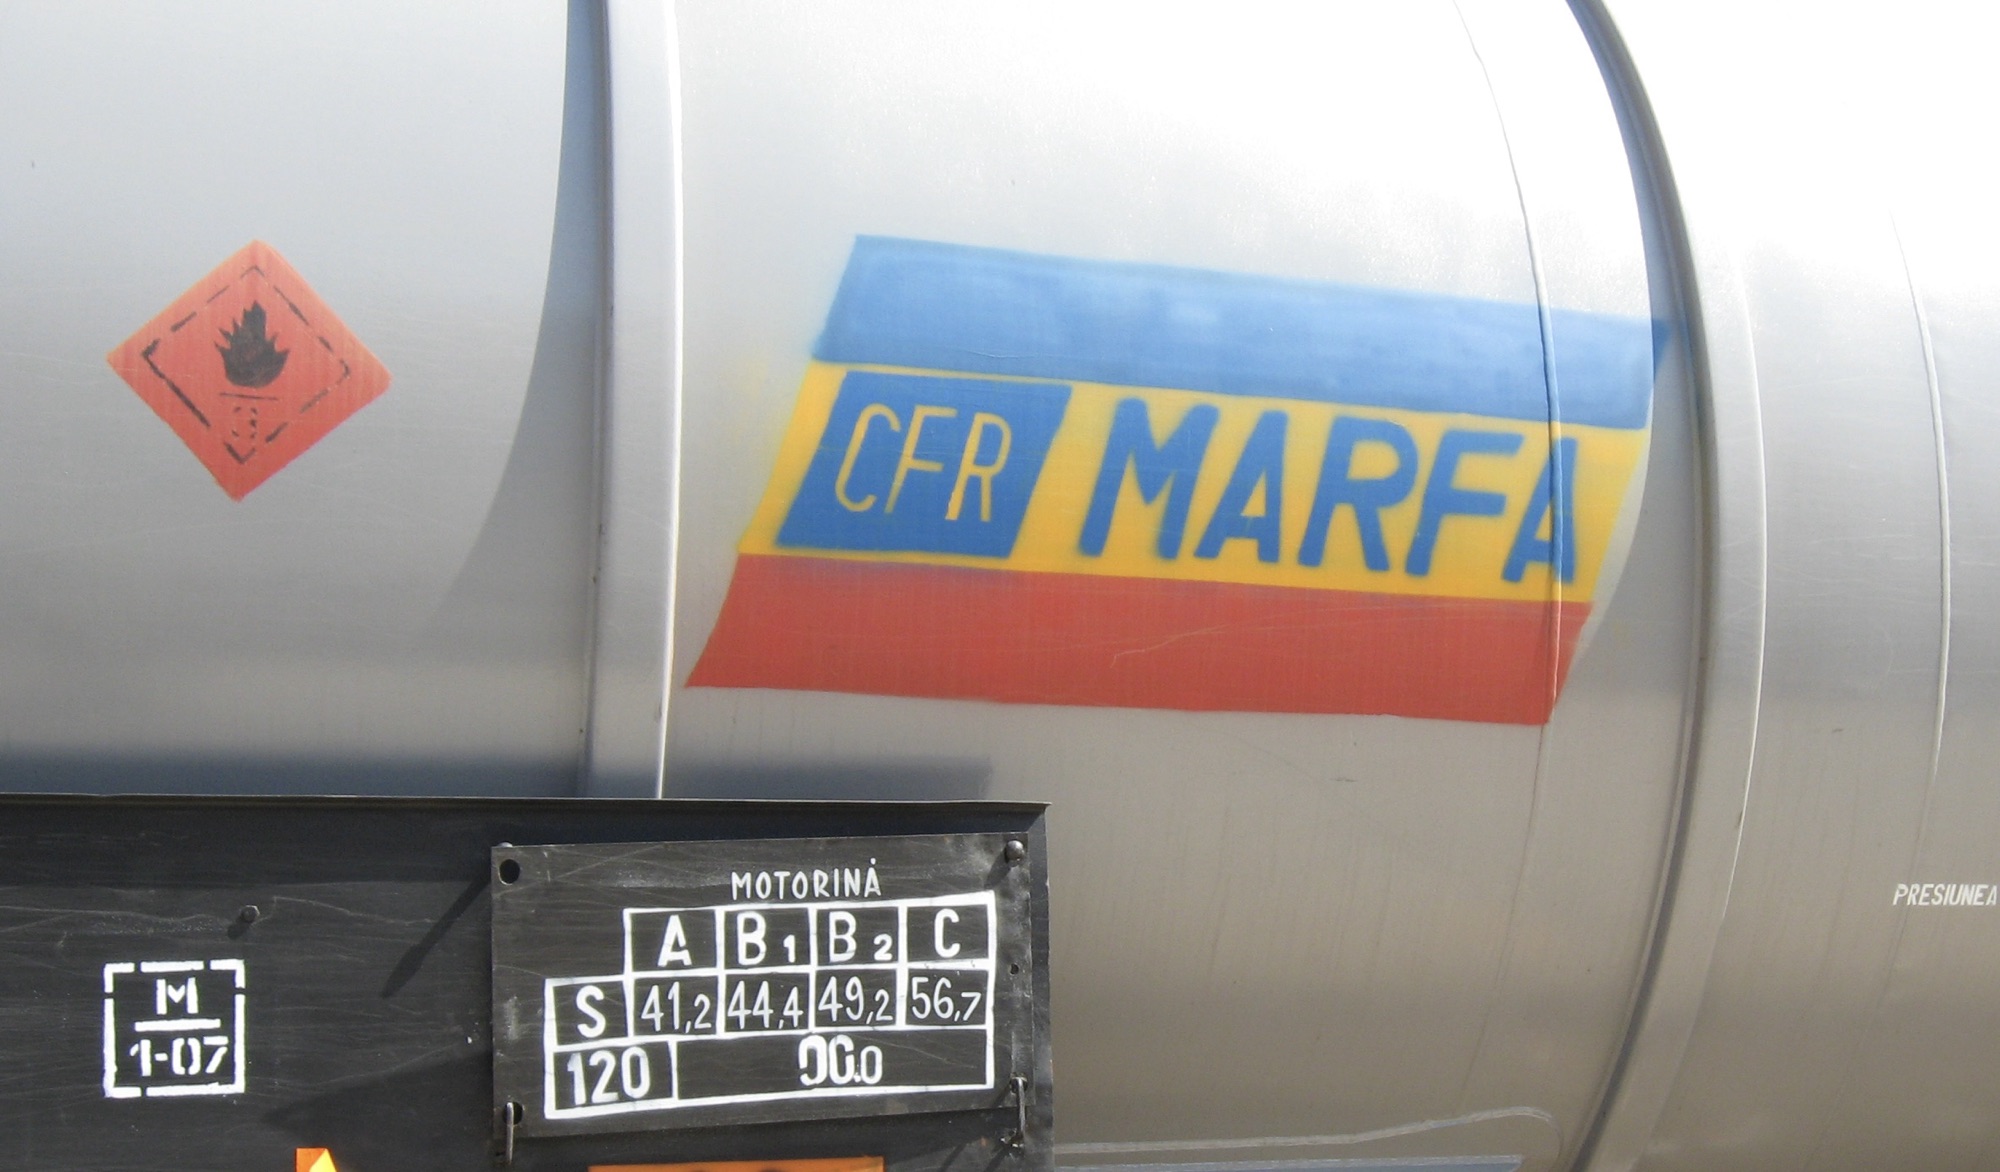 CFR MARFA
PRESIUNEA
MOTORINĂ
A B1 B2 C
S 41,2 44,4 49,2 56,7
120 00.0
M
1-07